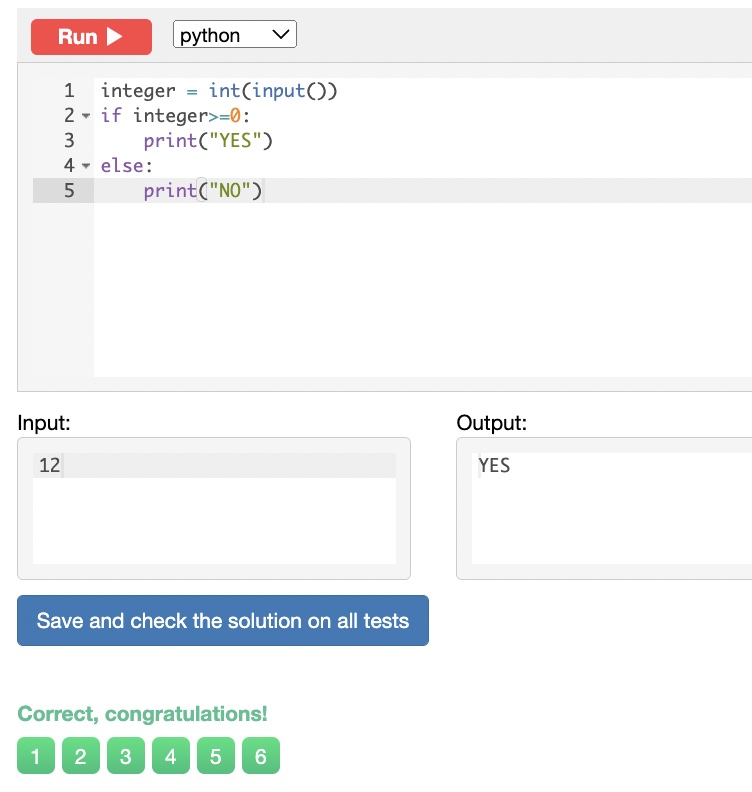 Run
python
1 integer = int(input())
2 if integer>=0:
3 print("YES")
4 else:
5 print("NO")
Input:
Output:
12
YES
Save and check the solution on all tests
Correct, congratulations!
1 2 3 4 5 6